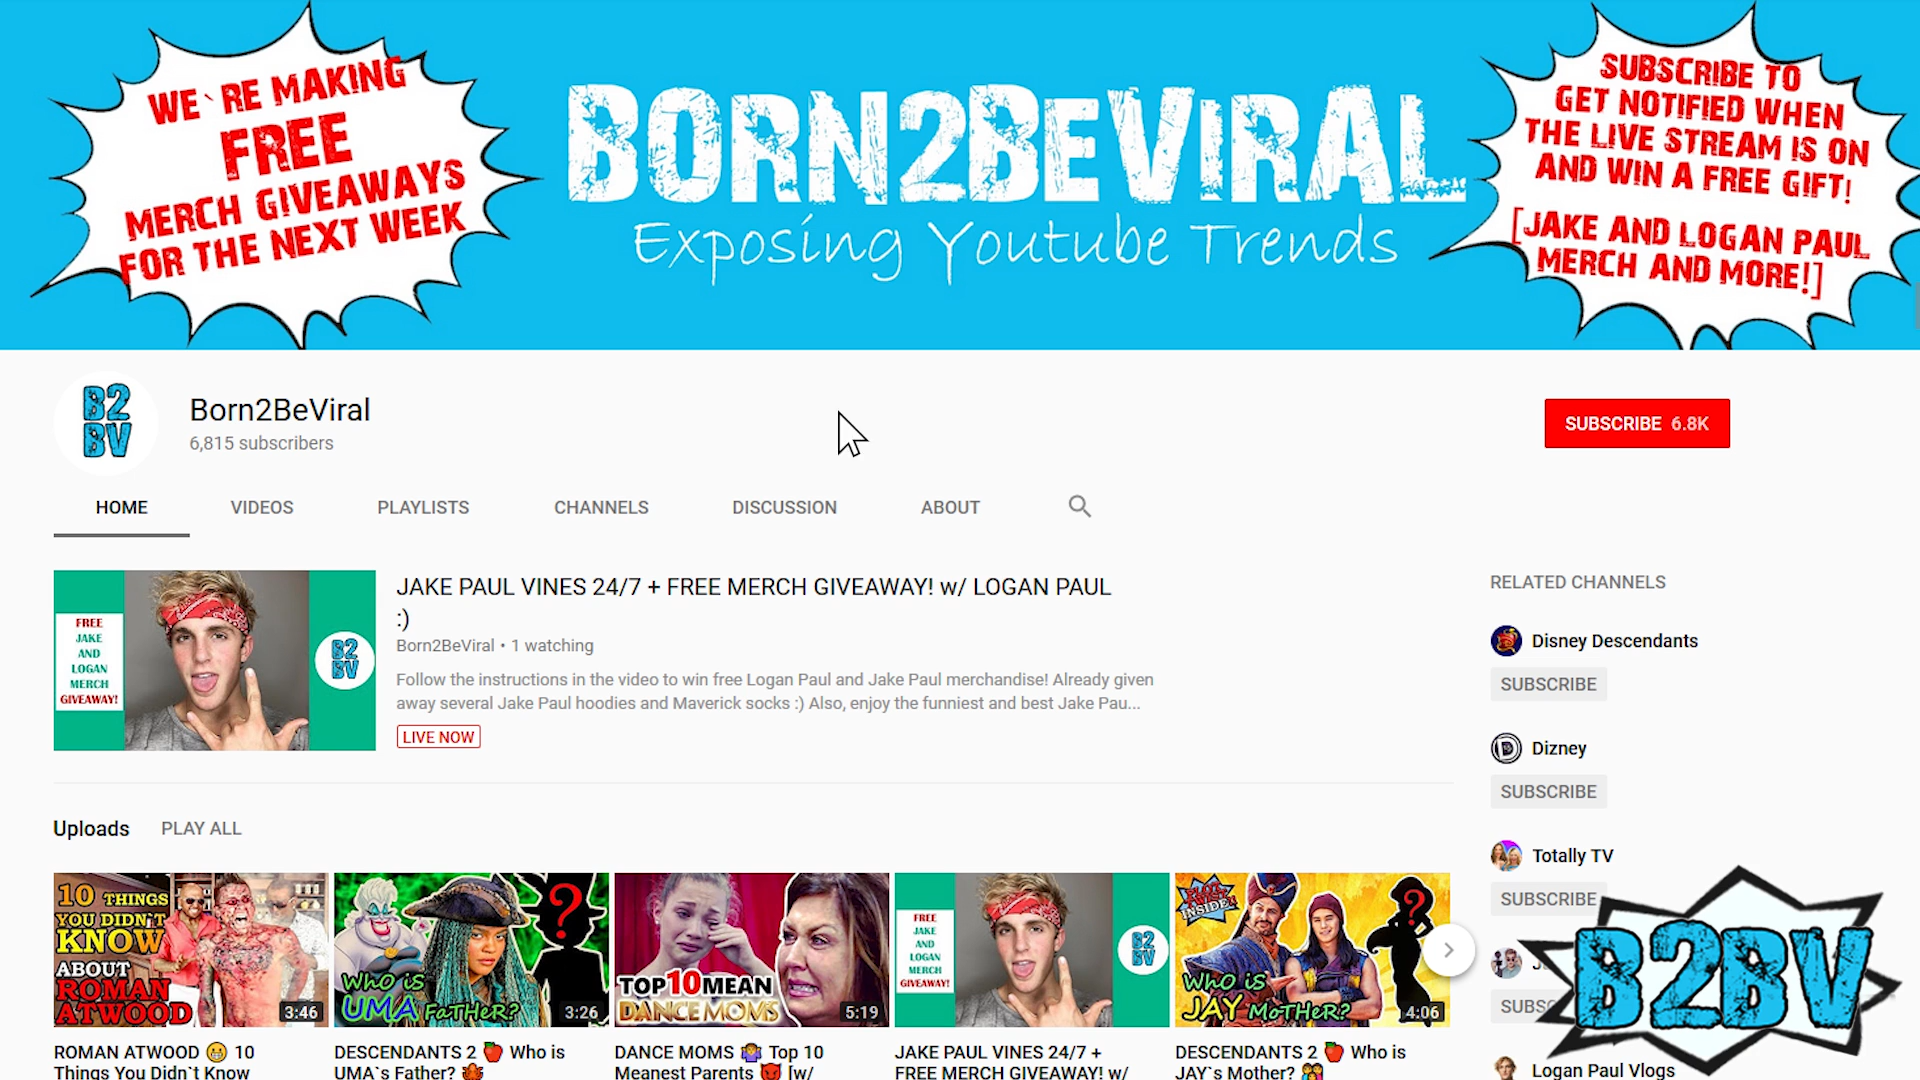 WE`RE MAKING
FREE
MERCH GIVEAWAYS
FOR THE NEXT WEEK
BORN2BEVIRAL
Exposing Youtube Trends
SUBSCRIBE TO
GET NOTIFIED WHEN
THE LIVE STREAM IS ON
AND WIN A FREE GIFT!
[JAKE AND LOGAN PAUL
MERCH AND MORE!]
B2
BV
Born2BeViral
6,815 subscribers
SUBSCRIBE 6.8K
HOME VIDEOS PLAYLISTS CHANNELS DISCUSSION ABOUT
FREE
JAKE
AND
LOGAN
MERCH
GIVEAWAY!
B2
BV
JAKE PAUL VINES 24/7 + FREE MERCH GIVEAWAY! w/ LOGAN PAUL
:)
Born2BeViral • 1 watching
Follow the instructions in the video to win free Logan Paul and Jake Paul merchandise! Already given
away several Jake Paul hoodies and Maverick socks :) Also, enjoy the funniest and best Jake Pau...
LIVE NOW
RELATED CHANNELS
Disney Descendants
SUBSCRIBE
Dizney
SUBSCRIBE
Totally TV
SUBSCRIBE
Logan Paul Vlogs
Uploads PLAY ALL
10 THINGS
YOU DIDN'T
KNOW
ABOUT
ROMAN
ATWOOD
3:46
ROMAN ATWOOD 😬 10
Things You Didn`t Know
?
Who iS
UMA FaTHeR?
3:26
DESCENDANTS 2 🍎 Who is
UMA`s Father? 🐙
TOP 10 MEAN
DANCE MOMS
5:19
DANCE MOMS 🤷 Top 10
Meanest Parents 😈 [w/
FREE
JAKE
AND
LOGAN
MERCH
GIVEAWAY!
B2
BV
JAKE PAUL VINES 24/7 +
FREE MERCH GIVEAWAY! w/
PLOT
TWIST
INSIDE!
?
Who iS
JAY MoTHeR?
4:06
DESCENDANTS 2 🍎 Who is
JAY`s Mother? 👫
B2BV